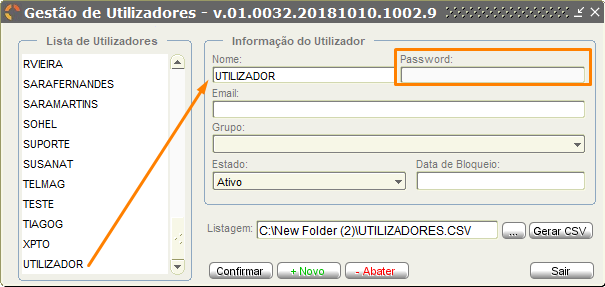 Gestão de Utilizadores - v.01.0032.20181010.1002.9
Lista de Utilizadores
RVIEIRA
SARAFERNANDES
SARAMARTINS
SOHEL
SUPORTE
SUSANAT
TELMAG
TESTE
TIAGOG
XPTO
UTILIZADOR
Informação do Utilizador
Nome: Password:
UTILIZADOR
Email:
Grupo:
Estado: Data de Bloqueio:
Ativo
Listagem: C:\New Folder (2)\UTILIZADORES.CSV ... Gerar CSV
Confirmar + Novo - Abater Sair